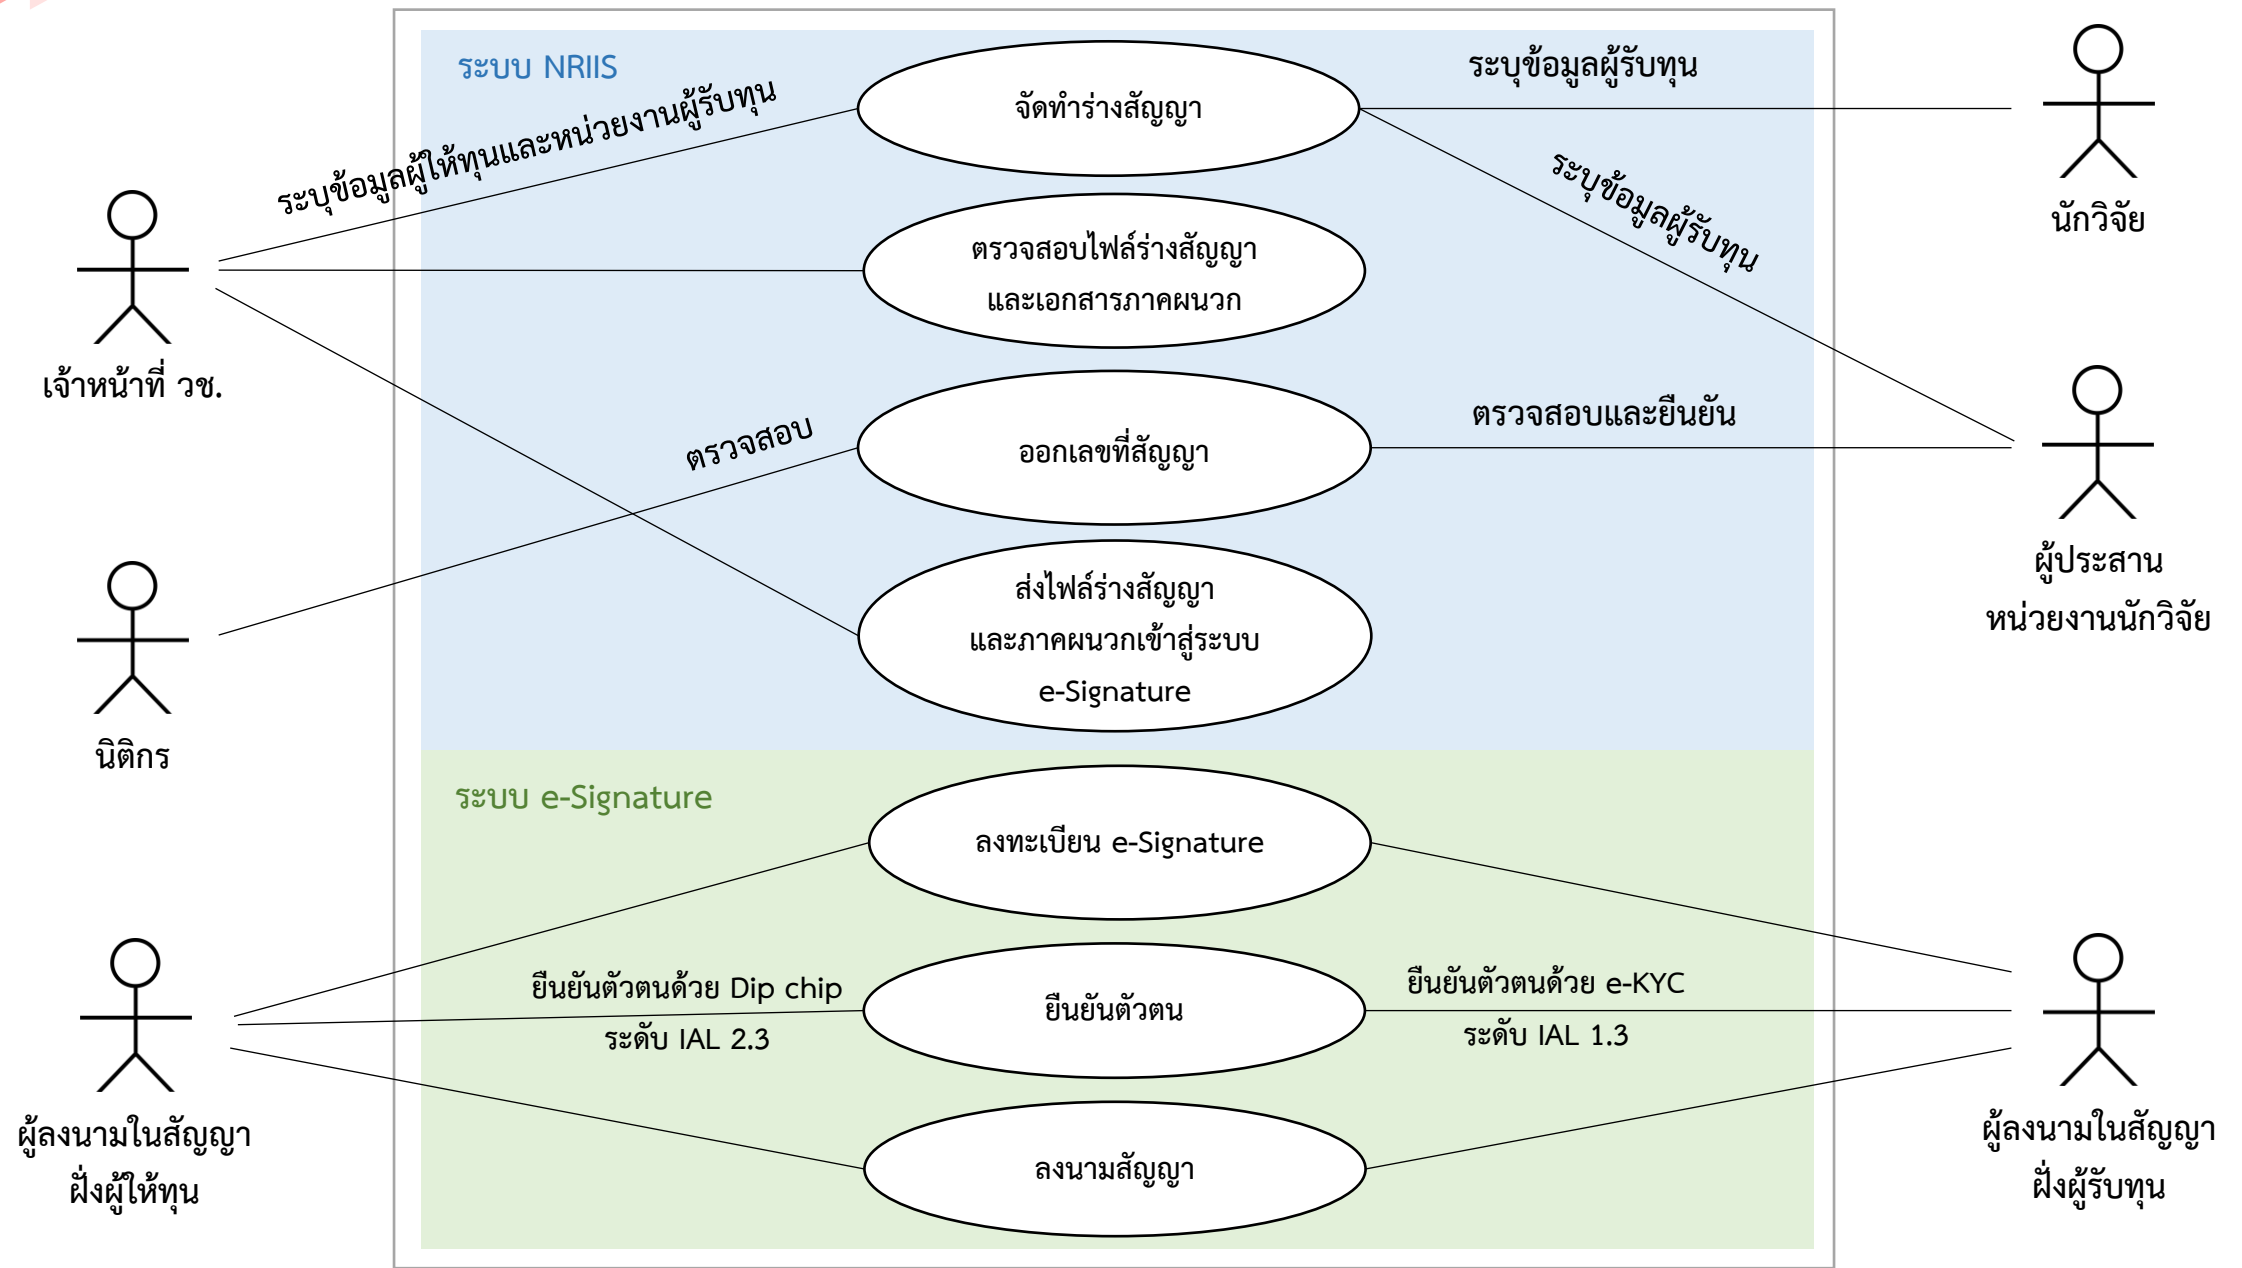 ระบบ NRIIS
ระบุข้อมูลผู้ให้ทุนและหน่วยงานผู้รับทุน
จัดทำร่างสัญญา
ระบุข้อมูลผู้รับทุน
นักวิจัย
ระบุข้อมูลผู้รับทุน
ตรวจสอบไฟล์ร่างสัญญา
และเอกสารภาคผนวก
เจ้าหน้าที่ วช.
ตรวจสอบ
ออกเลขที่สัญญา
ตรวจสอบและยืนยัน
ผู้ประสาน
หน่วยงานนักวิจัย
ส่งไฟล์ร่างสัญญา
และภาคผนวกเข้าสู่ระบบ
e-Signature
นิติกร
ระบบ e-Signature
ลงทะเบียน e-Signature
ยืนยันตัวตนด้วย Dip chip
ระดับ IAL 2.3
ยืนยันตัวตน
ยืนยันตัวตนด้วย e-KYC
ระดับ IAL 1.3
ผู้ลงนามในสัญญา
ฝั่งผู้ให้ทุน
ลงนามสัญญา
ผู้ลงนามในสัญญา
ฝั่งผู้รับทุน